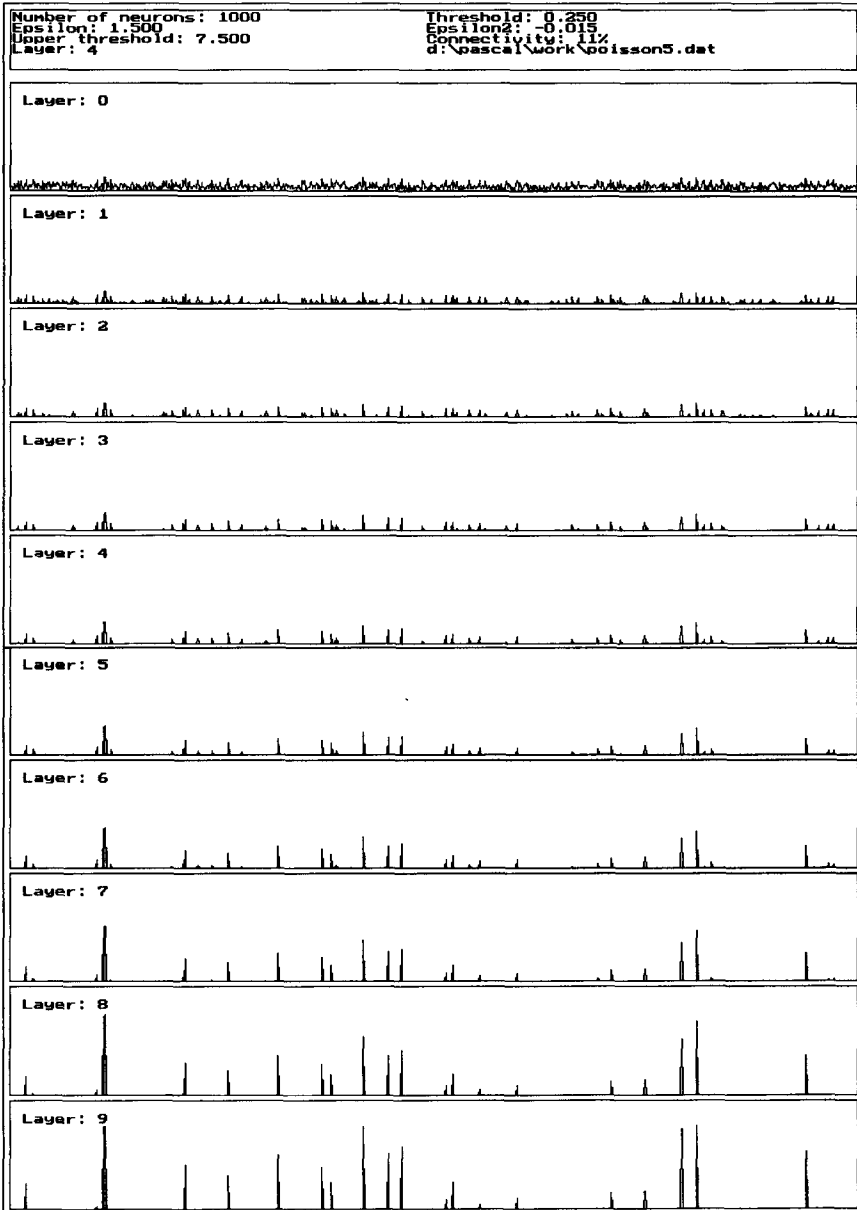 Number of neurons: 1000
Threshold: 0.250
Epsilon: 1.500
Epsilon2: -0.015
Upper threshold: 7.500
Connectivity: 11%
Layer: 4
d:\pascal\work\poisson5.dat
Layer: 0
Layer: 1
Layer: 2
Layer: 3
Layer: 4
Layer: 5
Layer: 6
Layer: 7
Layer: 8
Layer: 9